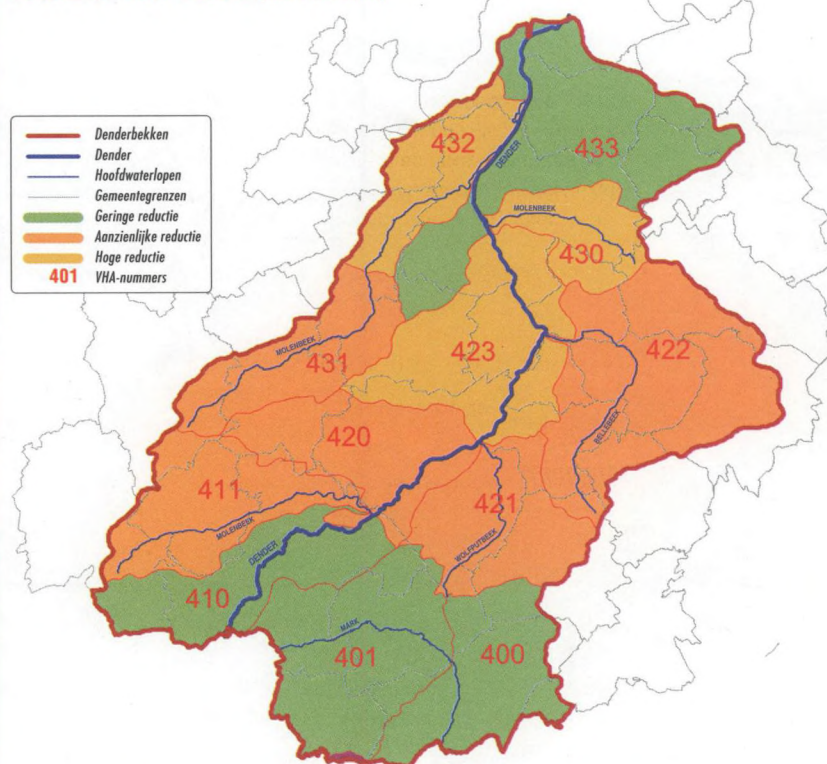 Denderbekken
Dender
Hoofdwaterlopen
Gemeentegrenzen
Geringe reductie
Aanzienlijke reductie
Hoge reductie
401 VHA-nummers
432
433
DENDER
MOLENBEEK
430
423
422
MOLENBEEK
431
420
BELLEBEEK
411
421
MOLENBEEK
DENDER
WOLFPUTBEEK
410
MARK
401
400